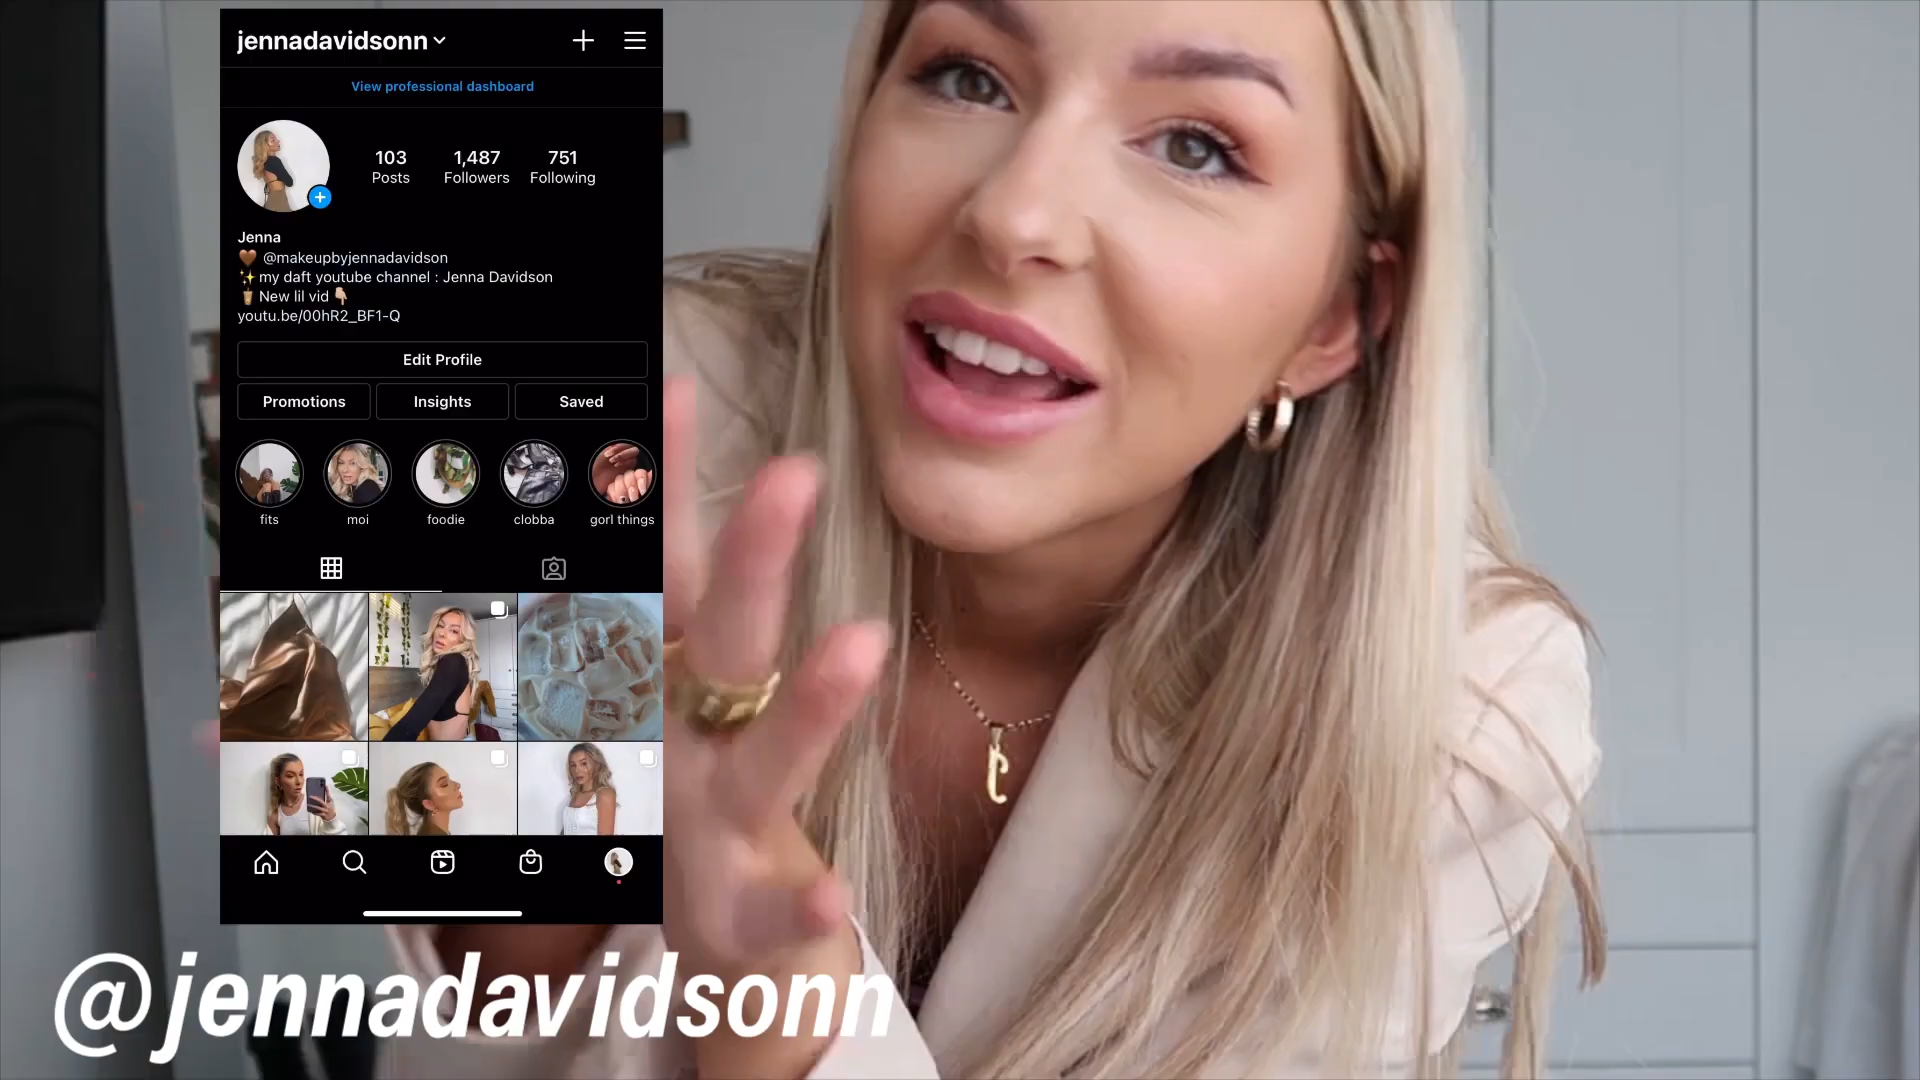 jennadavidsonn
View professional dashboard
103 1,487 751
Posts Followers Following
Jenna
🤎 @makeupbyjennadavidson
✨my daft youtube channel : Jenna Davidson
🧋New lil vid 👇🏼
youtu.be/00hR2_BF1-Q
Edit Profile
Promotions Insights Saved
fits moi foodie clobba gorl things
@jennadavidsonn